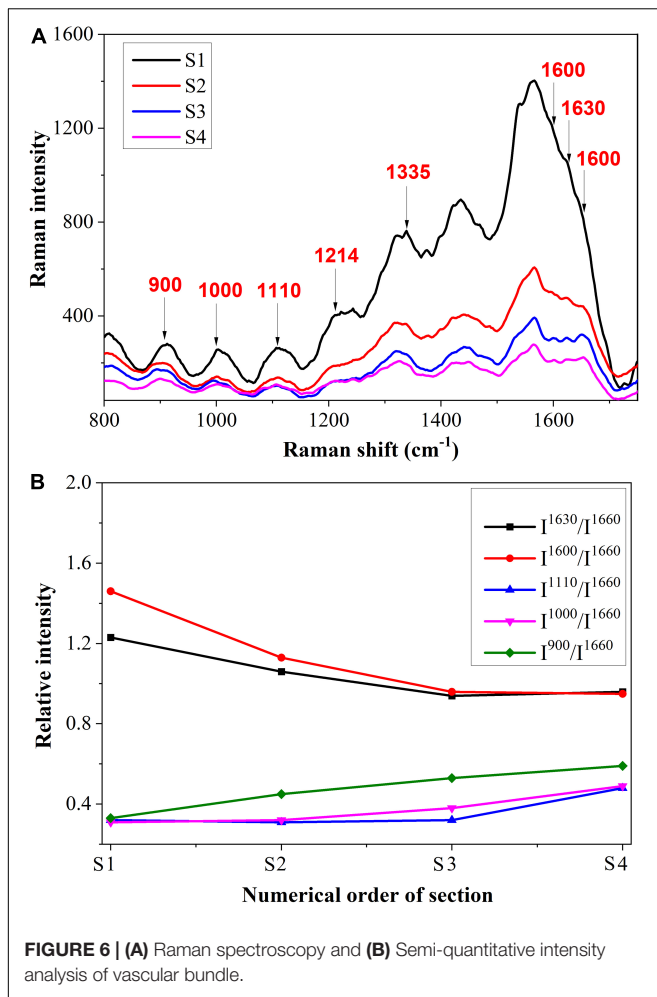 A
1600
1200
800
400
Raman intensity
S1
S2
S3
S4
900
1000
1110
1214
1335
1600
1630
1600
800 1000 1200 1400 1600
Raman shift (cm⁻¹)
B
2.0
1.6
1.2
0.8
0.4
Relative intensity
I¹⁶³⁰/I¹⁶⁶⁰
I¹⁶⁰⁰/I¹⁶⁶⁰
I¹¹¹⁰/I¹⁶⁶⁰
I¹⁰⁰⁰/I¹⁶⁶⁰
I⁹⁰⁰/I¹⁶⁶⁰
S1 S2 S3 S4
Numerical order of section
FIGURE 6 | (A) Raman spectroscopy and (B) Semi-quantitative intensity
analysis of vascular bundle.